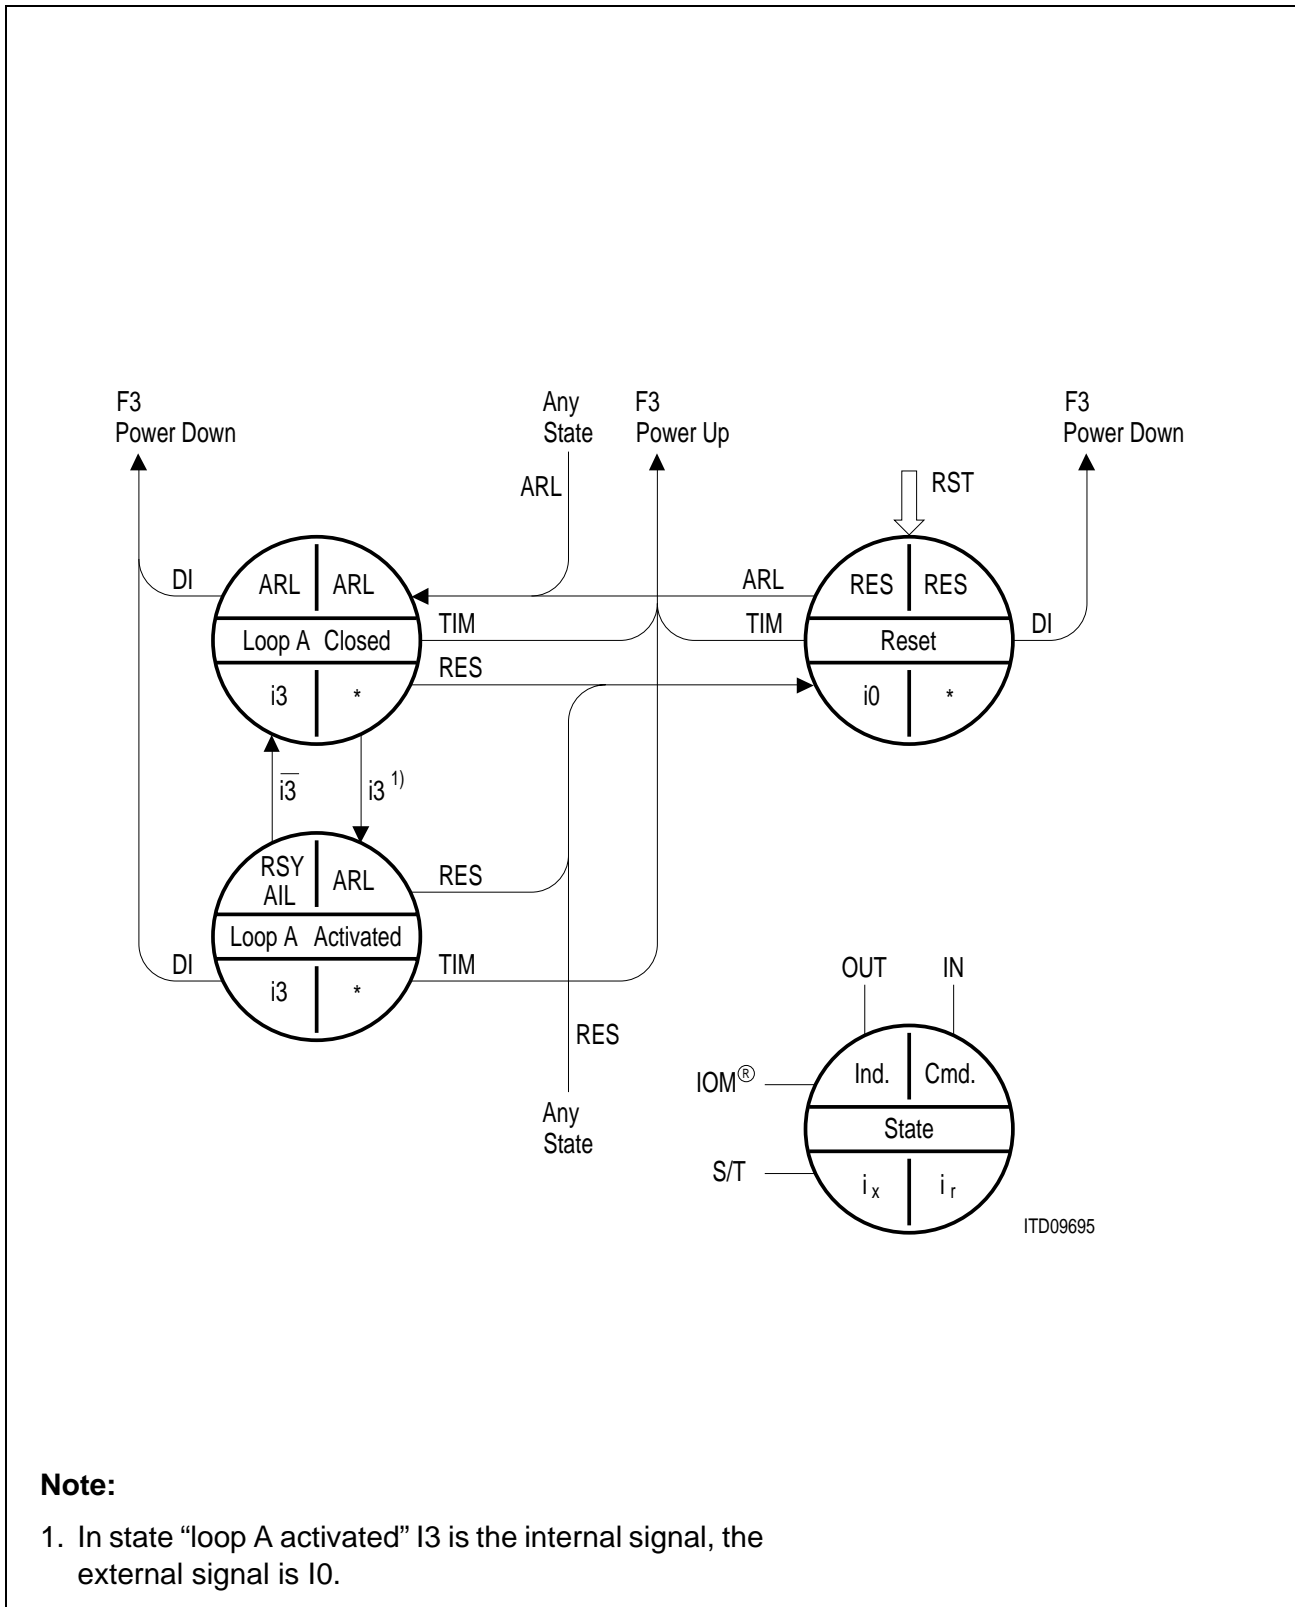 F3
Power Down
Any
State
F3
Power Up
F3
Power Down
ARL
RST
DI
ARL
ARL
ARL
RES
RES
TIM
TIM
Loop A Closed
Reset
DI
RES
i3
*
i0
*
i3̅
i3 1)
RSY
AIL
ARL
RES
Loop A Activated
DI
TIM
i3
*
OUT
IN
RES
IOM®
Ind.
Cmd.
Any
State
State
S/T
i x
i r
ITD09695
Note:
1. In state “loop A activated” I3 is the internal signal, the
external signal is I0.